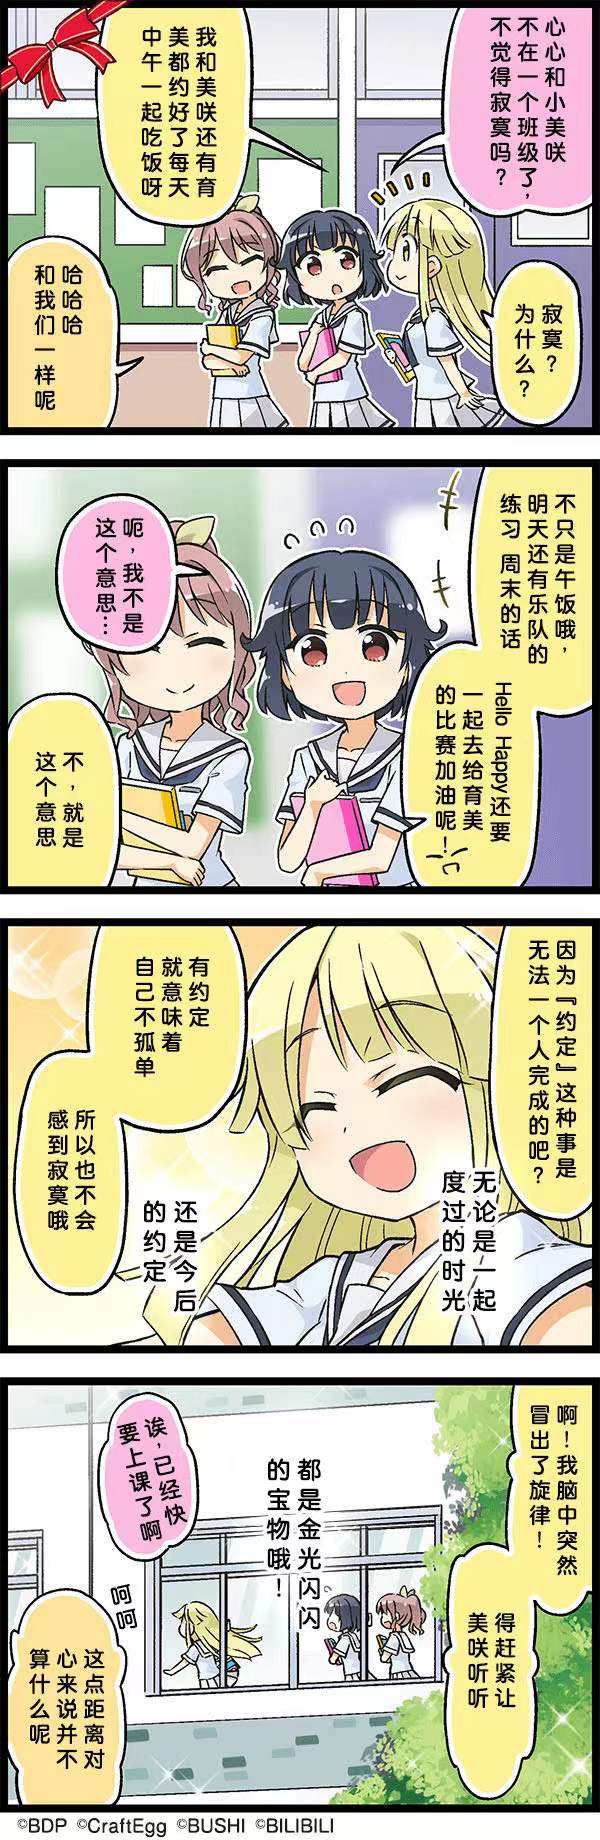 心心和小美咲
不在一个班级了，
不觉得寂寞吗？
寂寞？
为什么？
我和美咲还有育
美都约好了每天
中午一起吃饭呀
哈哈哈
和我们一样呢
不只是午饭哦，
明天还有乐队的
练习 周末的话
Hello Happy还要
一起去给育美
的比赛加油呢！
呃，我不是
这个意思…
不，就是
这个意思
因为『约定』这种事是
无法一个人完成的吧？
有约定
就意味着
自己不孤单
所以也不会
感到寂寞哦
无论是一起
度过的时光
还是今后
的约定
都是金光闪闪
的宝物哦！
啊！我脑中突然
冒出了旋律！
得赶紧让
美咲听听
诶，已经快
要上课了啊
呵呵
这点距离对
心来说并不
算什么呢
©BDP ©CraftEgg ©BUSHI ©BILIBILI